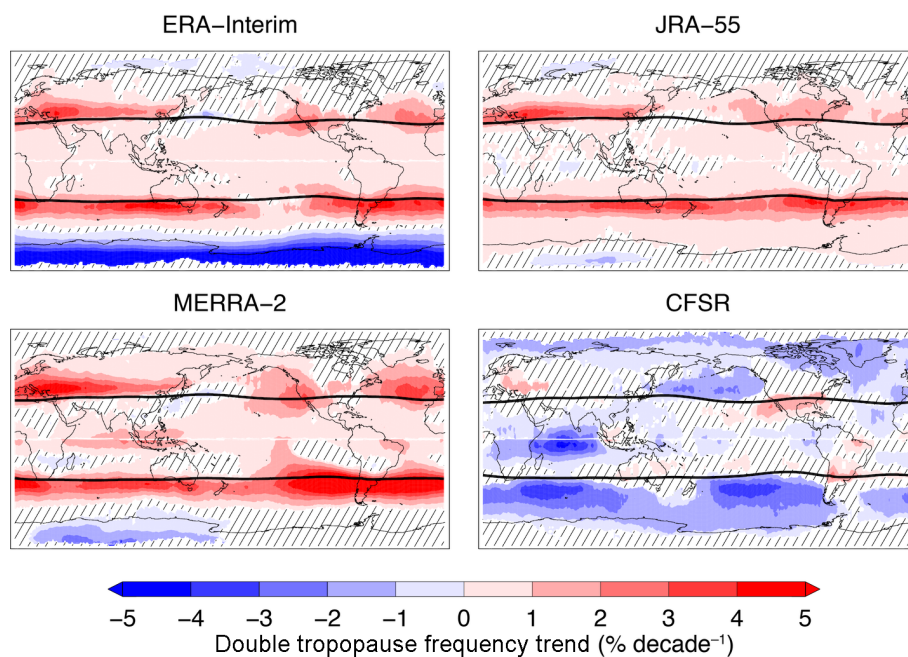 ERA−Interim
JRA−55
MERRA−2
CFSR
−5 −4 −3 −2 −1 0 1 2 3 4 5
Double tropopause frequency trend (% decade⁻¹)